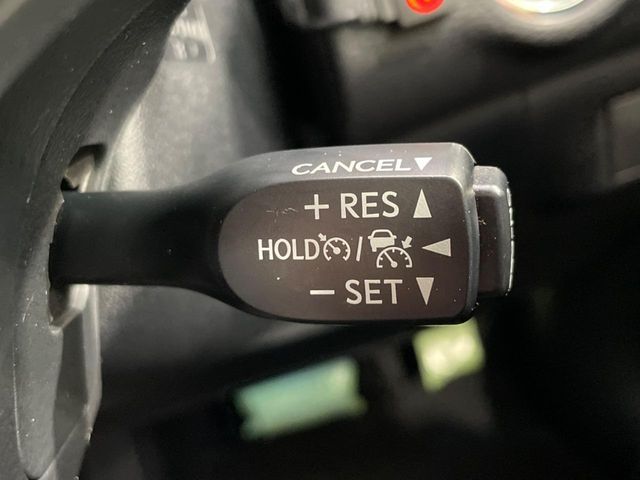 CANCEL▼
+ RES ▲
HOLD / ◀
− SET ▼